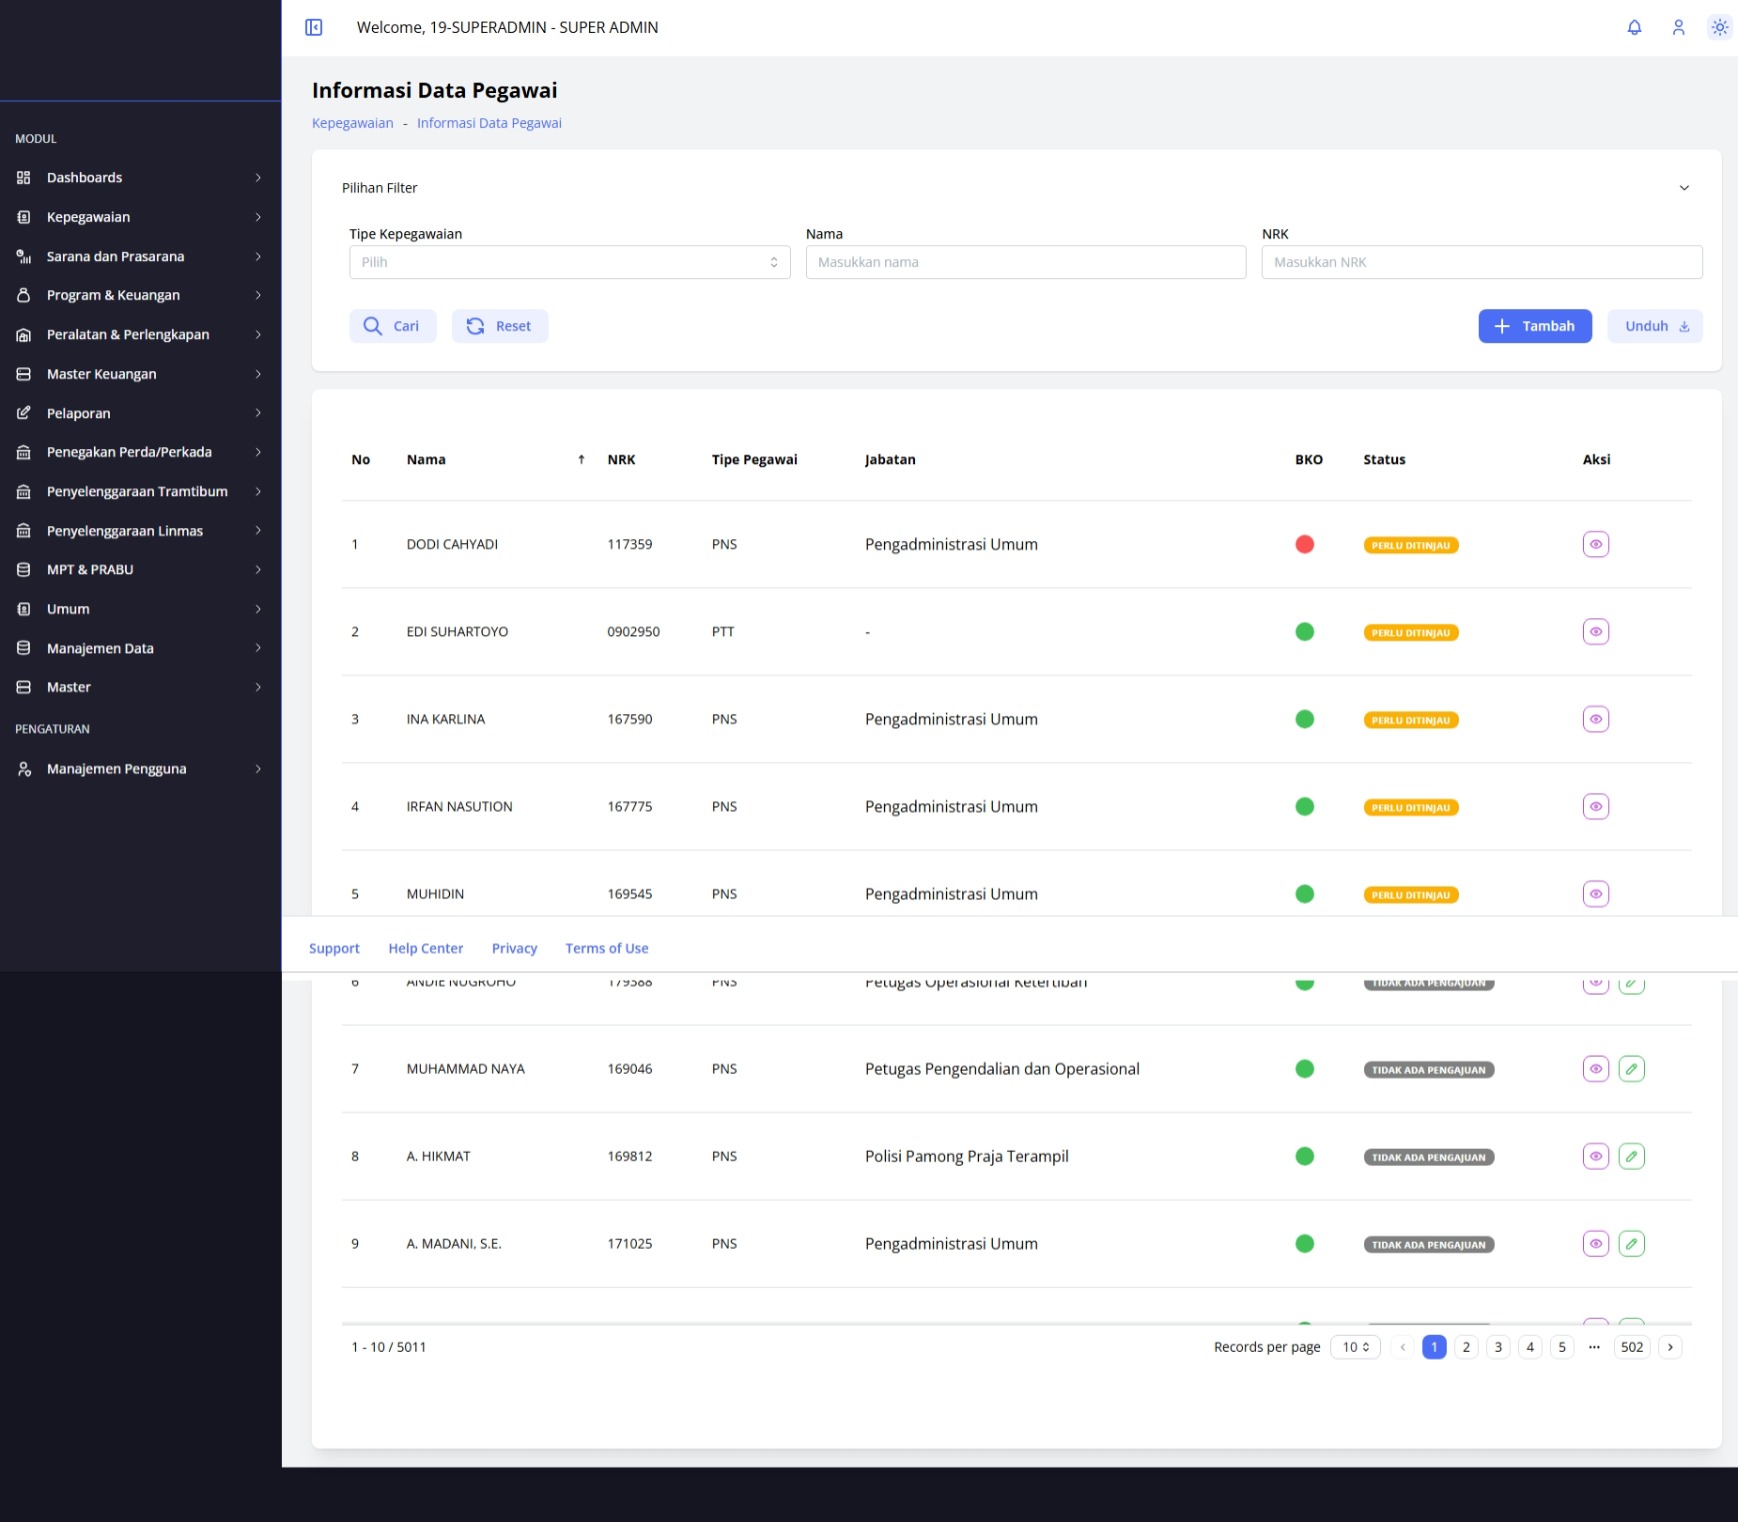 Welcome, 19-SUPERADMIN - SUPER ADMIN
MODUL
Dashboards
Kepegawaian
Sarana dan Prasarana
Program & Keuangan
Peralatan & Perlengkapan
Master Keuangan
Pelaporan
Penegakan Perda/Perkada
Penyelenggaraan Tramtibum
Penyelenggaraan Linmas
MPT & PRABU
Umum
Manajemen Data
Master
PENGATURAN
Manajemen Pengguna
Informasi Data Pegawai
Kepegawaian - Informasi Data Pegawai
Pilihan Filter
Tipe Kepegawaian Nama NRK
Pilih Masukkan nama Masukkan NRK
Cari Reset Tambah Unduh
No Nama NRK Tipe Pegawai Jabatan BKO Status Aksi
1 DODI CAHYADI 117359 PNS Pengadministrasi Umum PERLU DITINJAU
2 EDI SUHARTOYO 0902950 PTT - PERLU DITINJAU
3 INA KARLINA 167590 PNS Pengadministrasi Umum PERLU DITINJAU
4 IRFAN NASUTION 167775 PNS Pengadministrasi Umum PERLU DITINJAU
5 MUHIDIN 169545 PNS Pengadministrasi Umum PERLU DITINJAU
Support Help Center Privacy Terms of Use
6 ANDIE NUGROHO 179388 PNS Petugas Operasional Ketertiban TIDAK ADA PENGAJUAN
7 MUHAMMAD NAYA 169046 PNS Petugas Pengendalian dan Operasional TIDAK ADA PENGAJUAN
8 A. HIKMAT 169812 PNS Polisi Pamong Praja Terampil TIDAK ADA PENGAJUAN
9 A. MADANI, S.E. 171025 PNS Pengadministrasi Umum TIDAK ADA PENGAJUAN
1 - 10 / 5011 Records per page 10 1 2 3 4 5 ··· 502